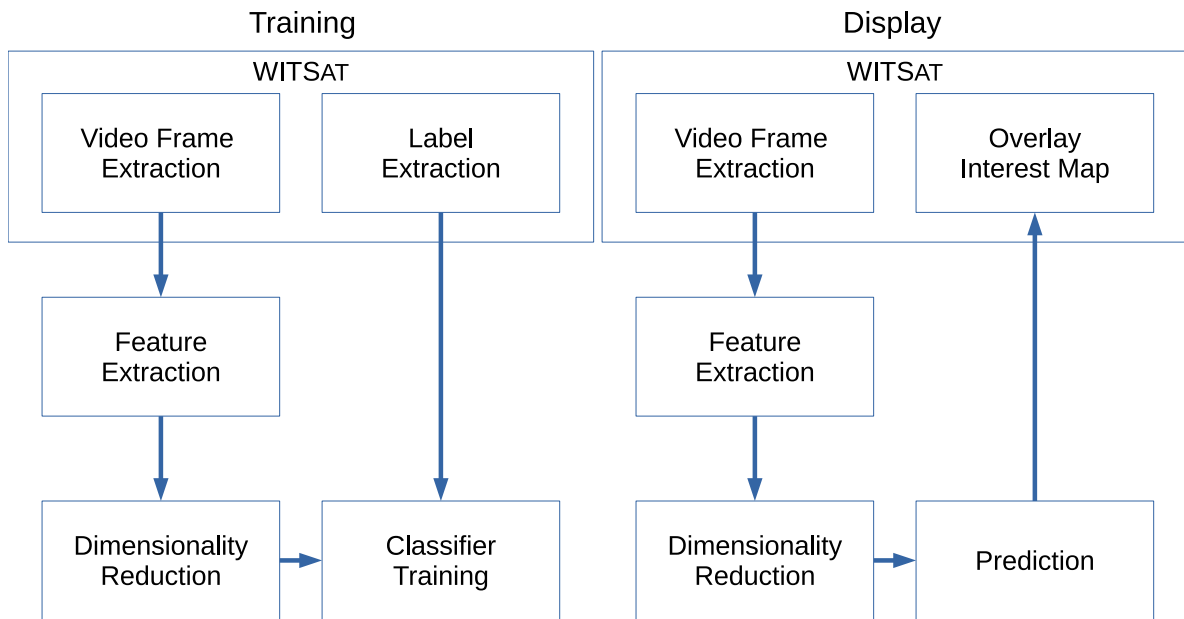 Training
WITSAT
Video Frame
Extraction
Label
Extraction
Feature
Extraction
Dimensionality
Reduction
Classifier
Training
Display
WITSAT
Video Frame
Extraction
Overlay
Interest Map
Feature
Extraction
Dimensionality
Reduction
Prediction